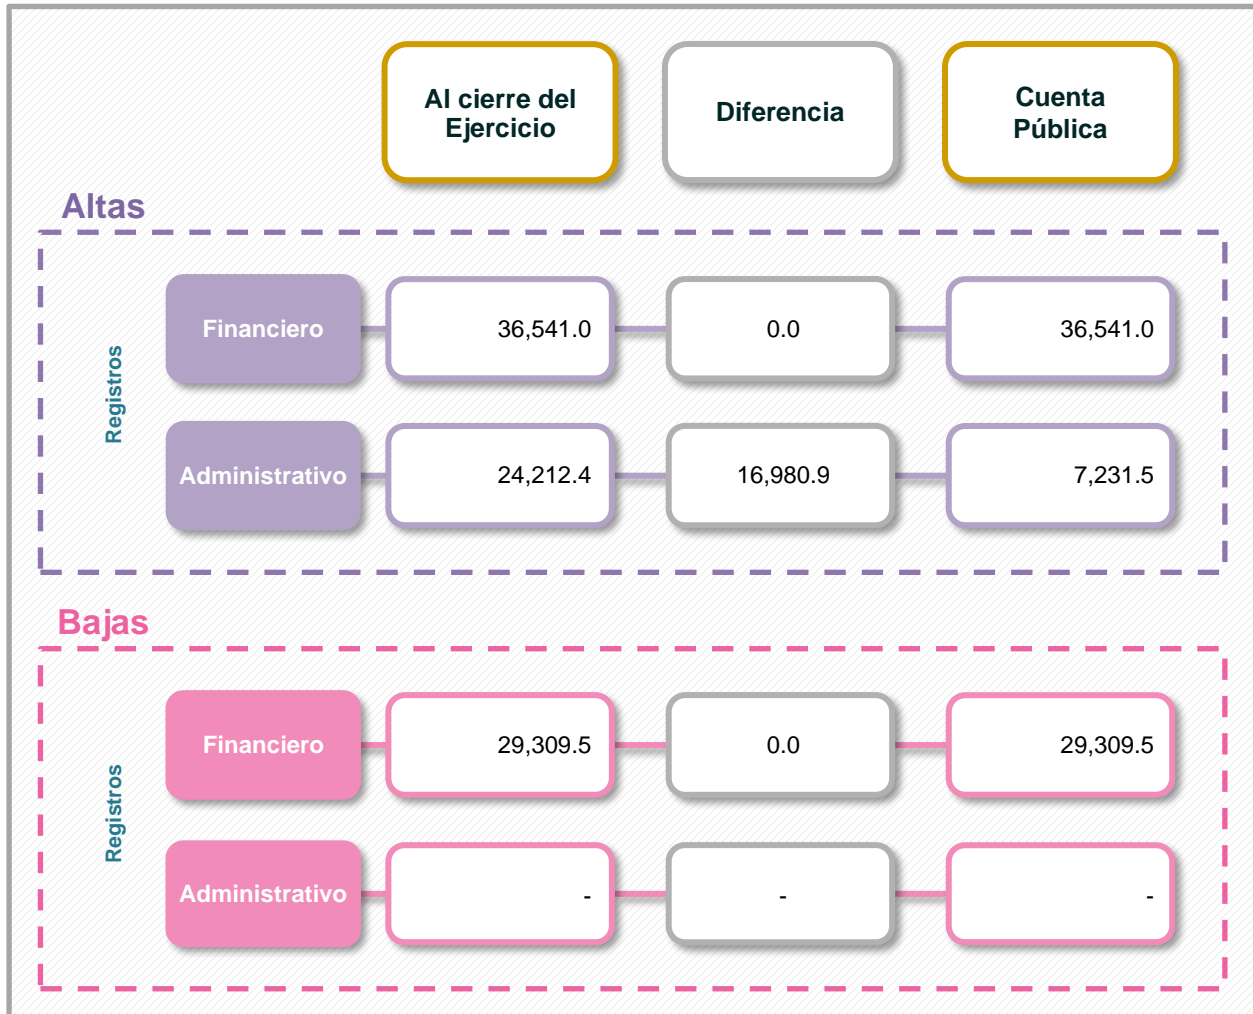 Al cierre del
Ejercicio
Diferencia
Cuenta
Pública
Altas
Registros
Financiero
36,541.0
0.0
36,541.0
Administrativo
24,212.4
16,980.9
7,231.5
Bajas
Registros
Financiero
29,309.5
0.0
29,309.5
Administrativo
-
-
-